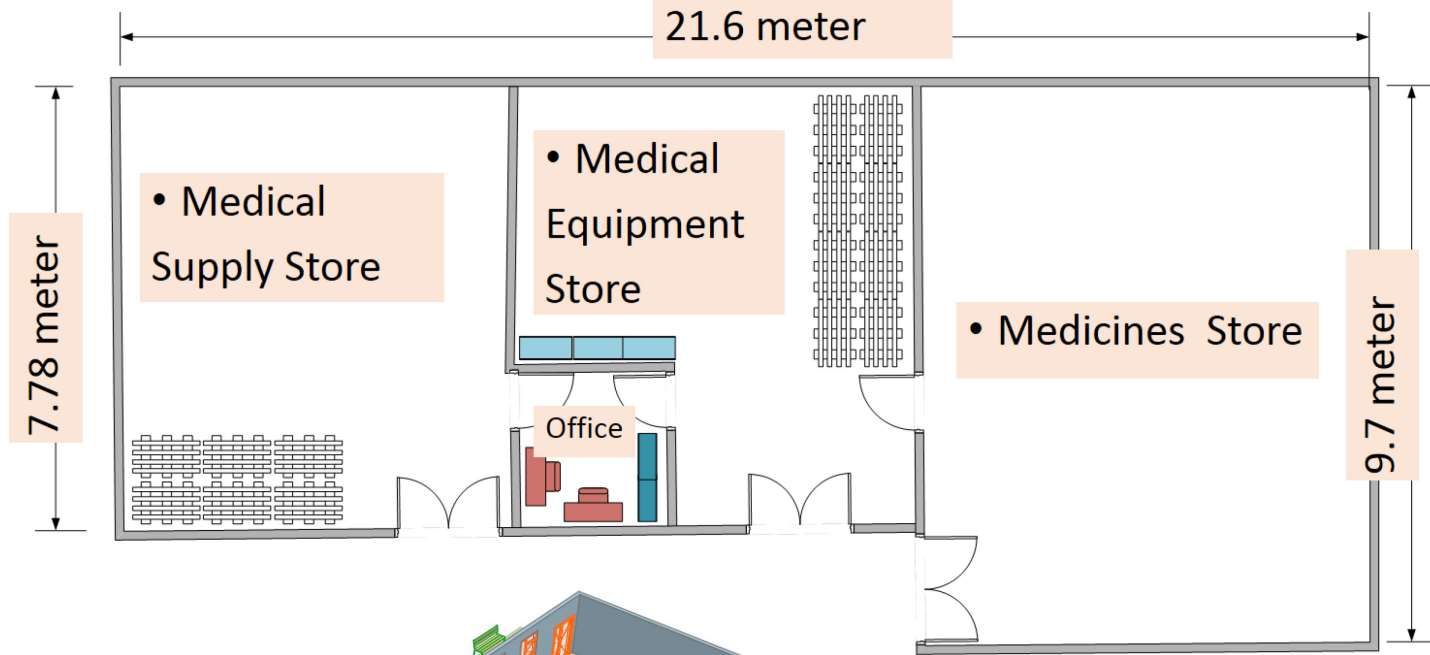 21.6 meter
• Medical
Supply Store
• Medical
Equipment
Store
• Medicines Store
7.78 meter
Office
9.7 meter